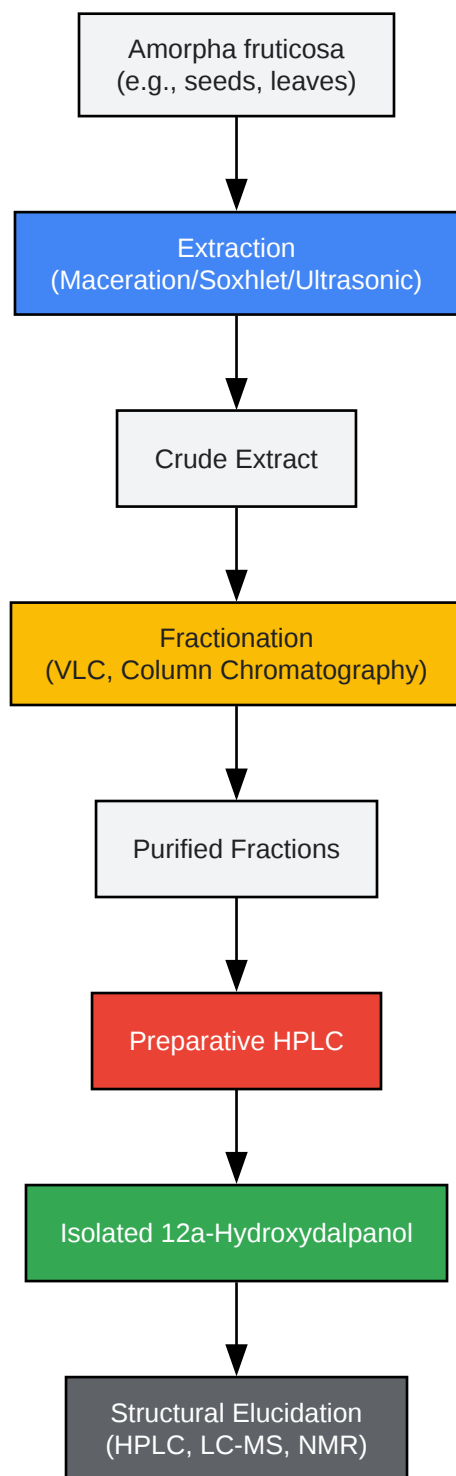 Amorpha fruticosa
(e.g., seeds, leaves)
Extraction
(Maceration/Soxhlet/Ultrasonic)
Crude Extract
Fractionation
(VLC, Column Chromatography)
Purified Fractions
Preparative HPLC
Isolated 12a-Hydroxydalpanol
Structural Elucidation
(HPLC, LC-MS, NMR)